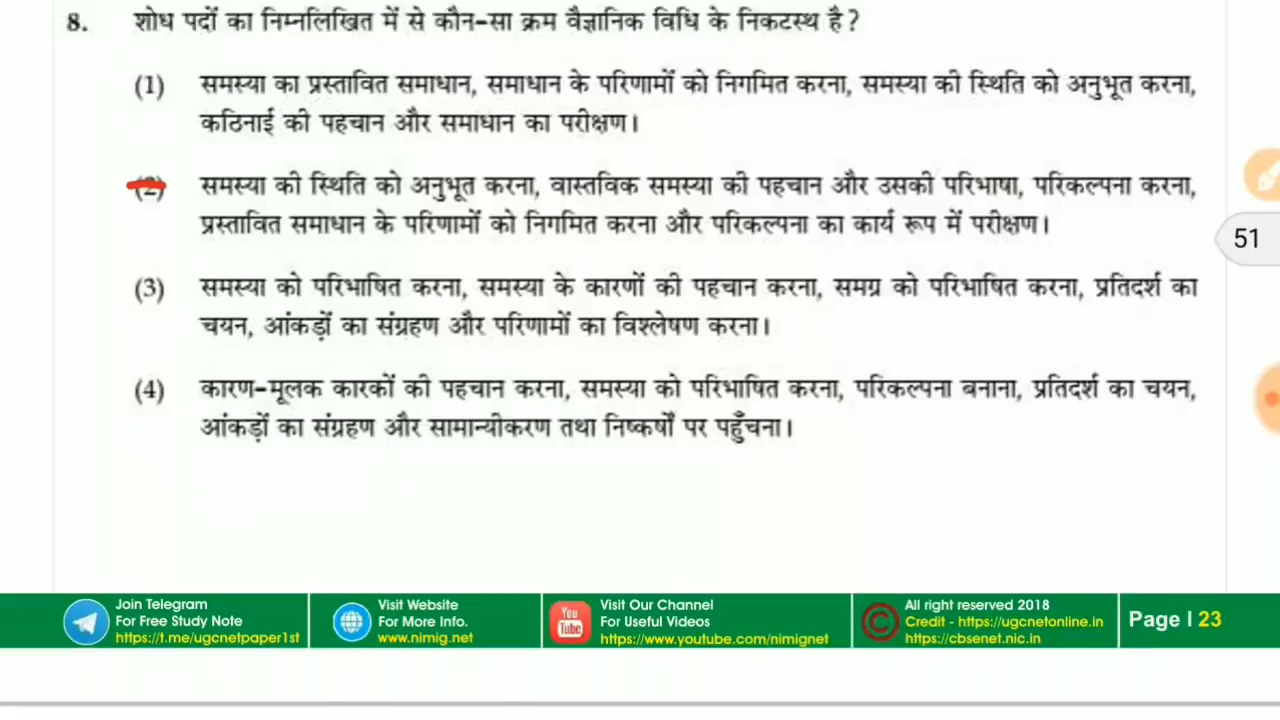 8. शोध पदों का निम्नलिखित में से कौन-सा क्रम वैज्ञानिक विधि के निकटस्थ है?
(1) समस्या का प्रस्तावित समाधान, समाधान के परिणामों को निगमित करना, समस्या की स्थिति को अनुभूत करना,
कठिनाई की पहचान और समाधान का परीक्षण।
(2) समस्या की स्थिति को अनुभूत करना, वास्तविक समस्या की पहचान और उसकी परिभाषा, परिकल्पना करना,
प्रस्तावित समाधान के परिणामों को निगमित करना और परिकल्पना का कार्य रूप में परीक्षण।
51
(3) समस्या को परिभाषित करना, समस्या के कारणों की पहचान करना, समग्र को परिभाषित करना, प्रतिदर्श का
चयन, आंकड़ों का संग्रहण और परिणामों का विश्लेषण करना।
(4) कारण-मूलक कारकों की पहचान करना, समस्या को परिभाषित करना, परिकल्पना बनाना, प्रतिदर्श का चयन,
आंकड़ों का संग्रहण और सामान्यीकरण तथा निष्कर्षों पर पहुँचना।
Join Telegram
For Free Study Note
https://t.me/ugcnetpaper1st
Visit Website
For More Info.
www.nimig.net
You
Tube
Visit Our Channel
For Useful Videos
https://www.youtube.com/nimignet
C
All right reserved 2018
Credit - https://ugcnetonline.in
https://cbsenet.nic.in
Page | 23